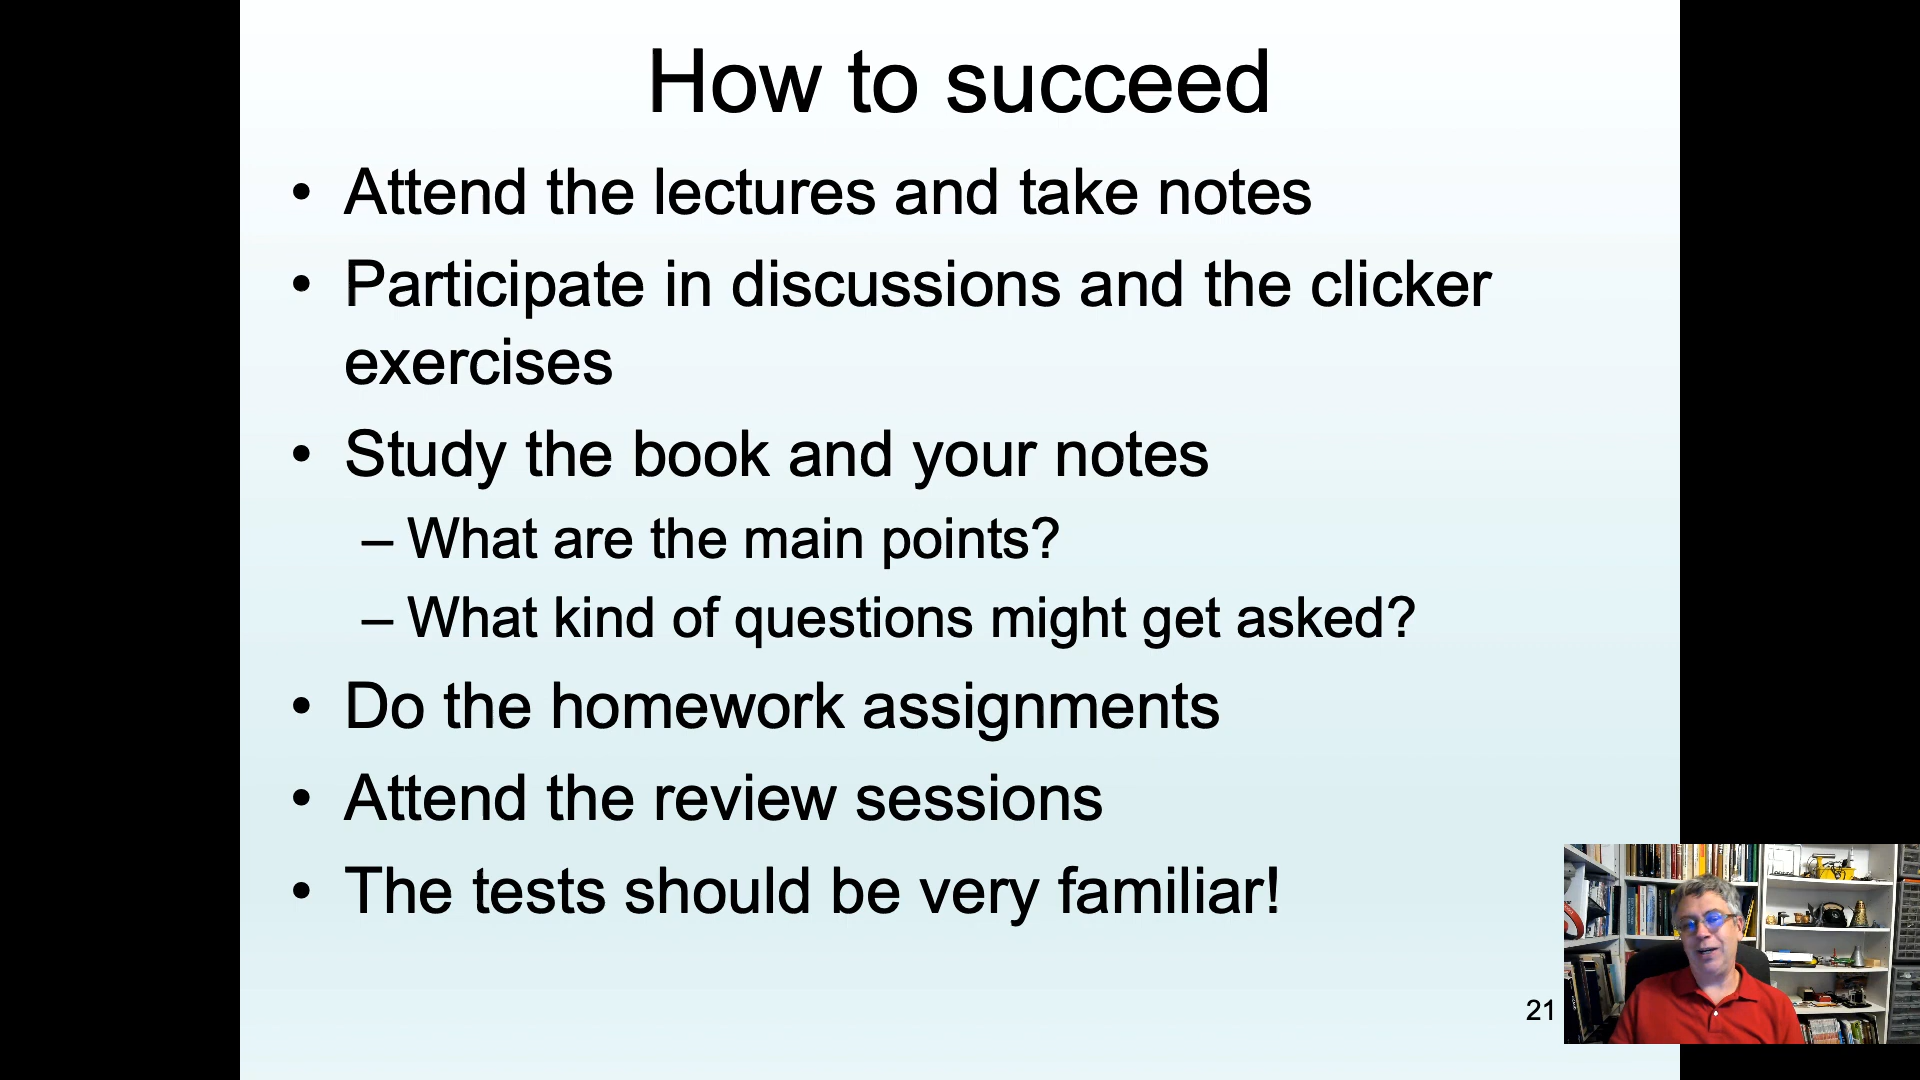 How to succeed
• Attend the lectures and take notes
• Participate in discussions and the clicker
exercises
• Study the book and your notes
– What are the main points?
– What kind of questions might get asked?
• Do the homework assignments
• Attend the review sessions
• The tests should be very familiar!
21